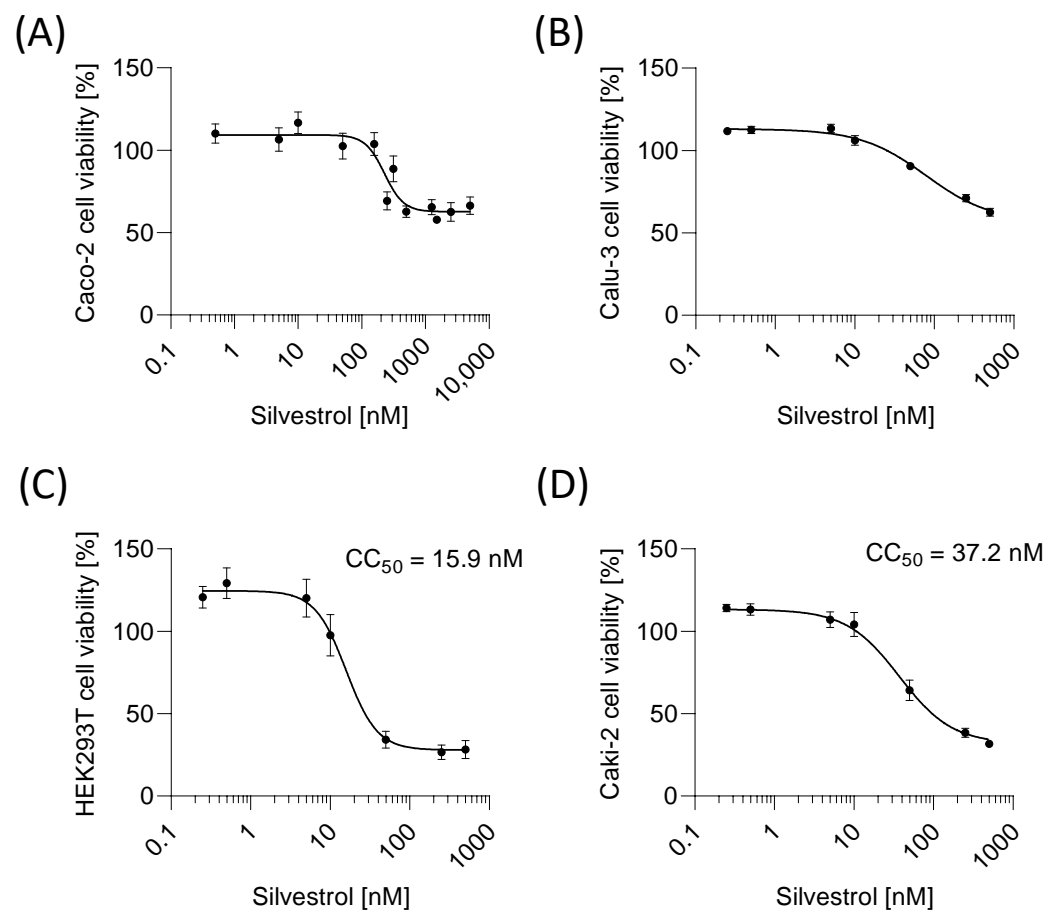 (A)
Caco-2 cell viability [%]
150
100
50
0
0.1
1
10
100
1000
10,000
Silvestrol [nM]
(B)
Calu-3 cell viability [%]
150
100
50
0
0.1
1
10
100
1000
Silvestrol [nM]
(C)
HEK293T cell viability [%]
CC50 = 15.9 nM
150
100
50
0
0.1
1
10
100
1000
Silvestrol [nM]
(D)
Caki-2 cell viability [%]
CC50 = 37.2 nM
150
100
50
0
0.1
1
10
100
1000
Silvestrol [nM]